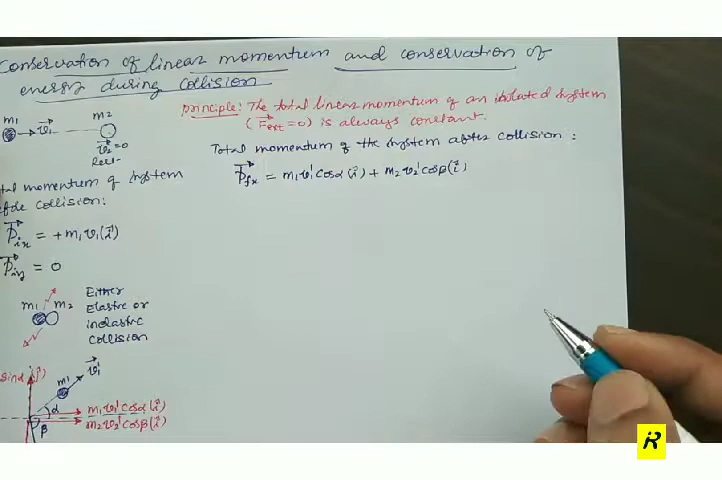 Conservation of linear momentum and conservation of
energy during collision
Principle: The total linear momentum of an isolated system
(F⃗ext=0) is always constant.
m1 v⃗1 m2
v⃗2=0
Rest
Total momentum of the system after collision:
P⃗fx = m1v1'cosα(i⃗) + m2v2'cosβ(i⃗)
momentum of system
collision:
P⃗ix = +m1v1(i⃗)
P⃗iy = 0
m1 m2
Either
Elastic or
inelastic
collision
sinα(j⃗)
m1 v⃗1'
α
m1v1'cosα(i⃗)
m2v2'cosβ(i⃗)
β
R